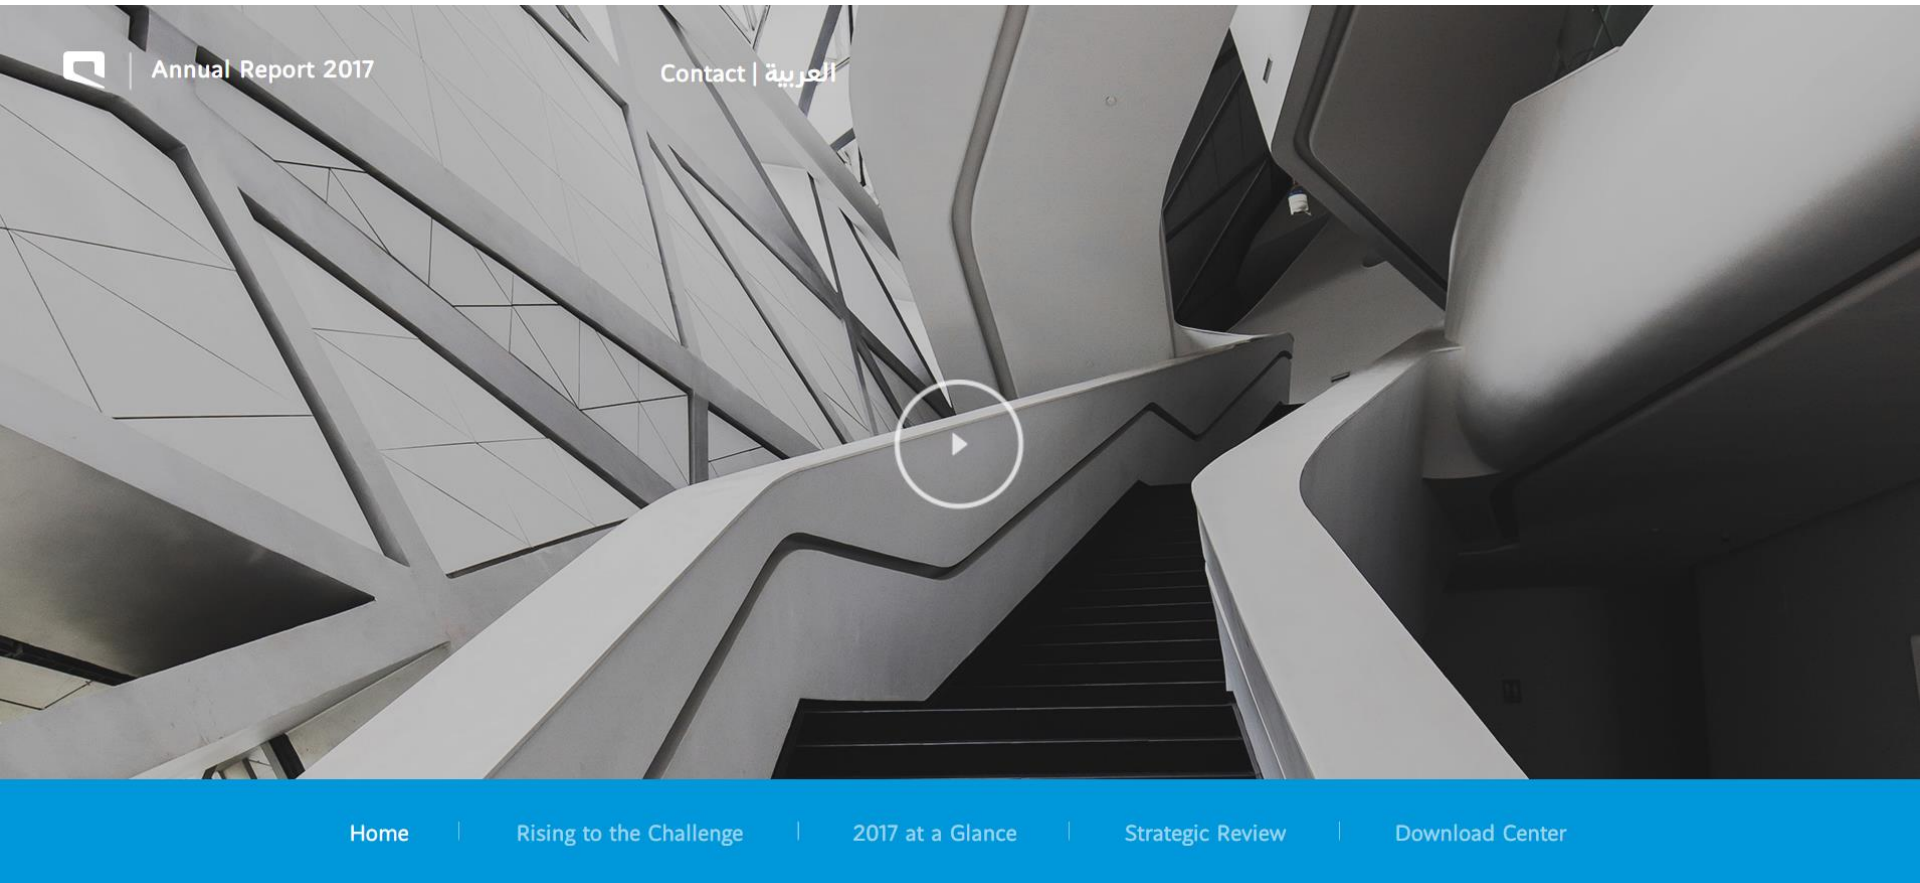 Annual Report 2017
Contact | العربية
Home
Rising to the Challenge
2017 at a Glance
Strategic Review
Download Center